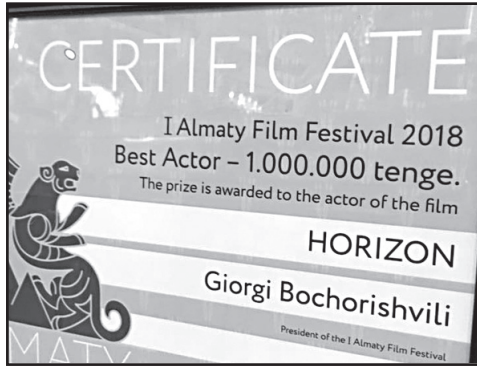 CERTIFICATE
I Almaty Film Festival 2018
Best Actor – 1.000.000 tenge.
The prize is awarded to the actor of the film
HORIZON
Giorgi Bochorishvili
President of the I Almaty Film Festival
MATY